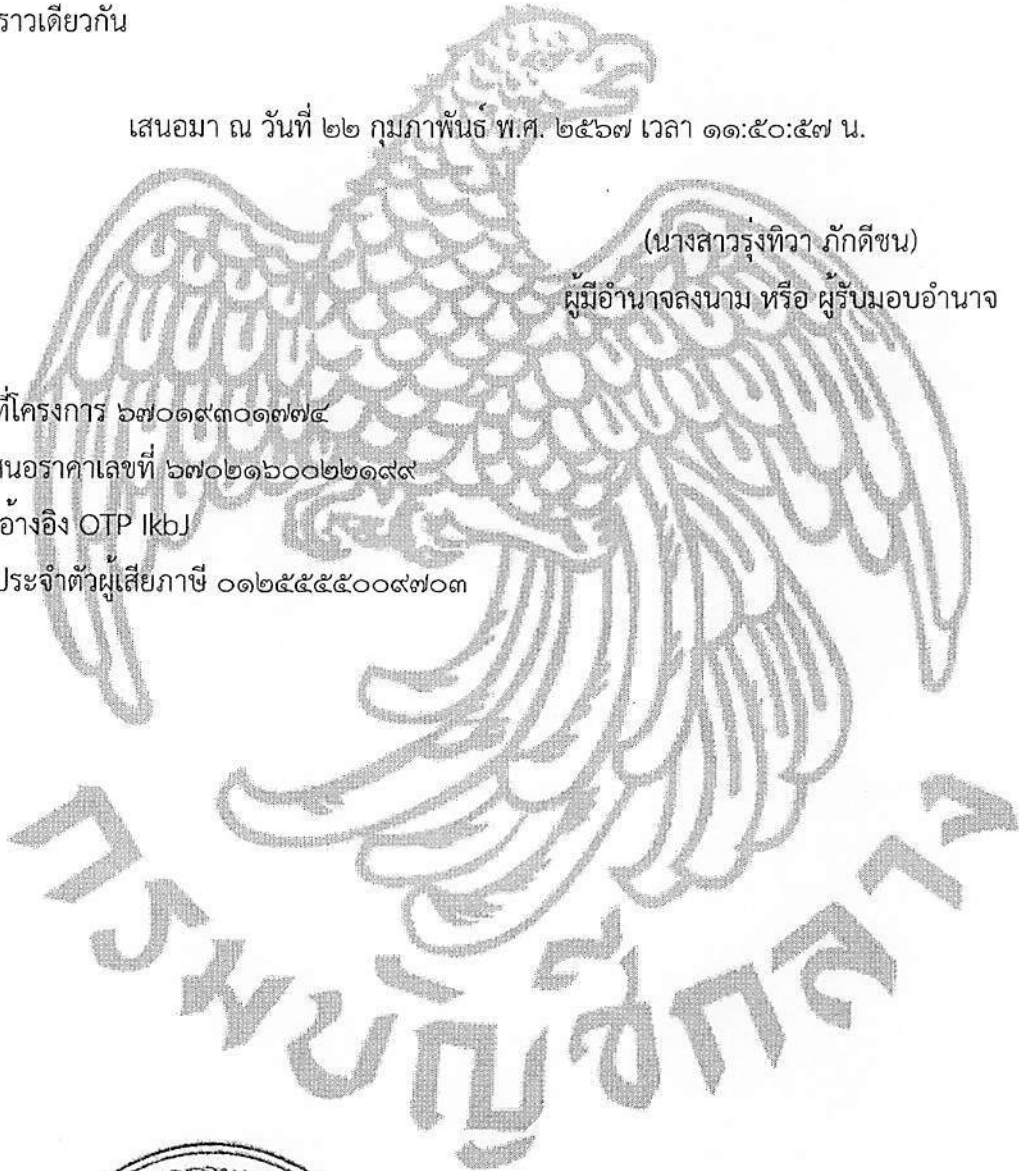 ราวเดียวกัน
เสนอมา ณ วันที่ ๒๒ กุมภาพันธ์ พ.ศ. ๒๕๖๗ เวลา ๑๑:๕๐:๕๗ น.
(นางสาวรุ่งทิวา ภักดีชน)
ผู้มีอำนาจลงนาม หรือ ผู้รับมอบอำนาจ
ที่โครงการ ๖๗๐๑๙๓๐๑๗๗๔
สนอราคาเลขที่ ๖๗๐๒๑๖๐๐๒๒๑๙๙
อ้างอิง OTP IkbJ
ประจำตัวผู้เสียภาษี ๐๑๒๕๕๕๕๐๐๙๗๐๓
กรมบัญชีกลาง